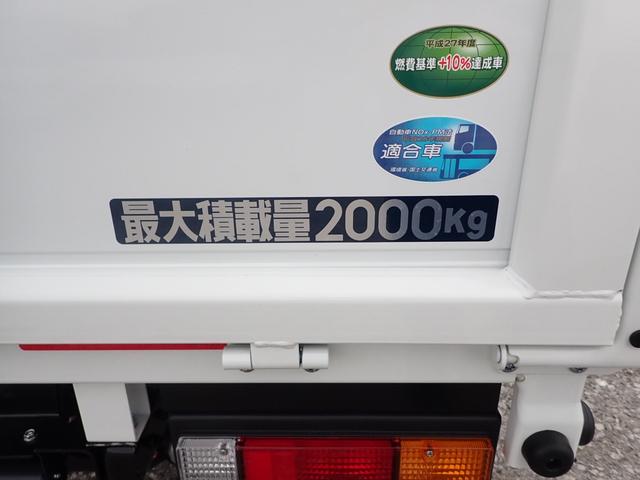 平成27年度
燃費基準+10%達成車
自動車NOx・PM法
適合車
環境省・国土交通省
最大積載量2000Kg